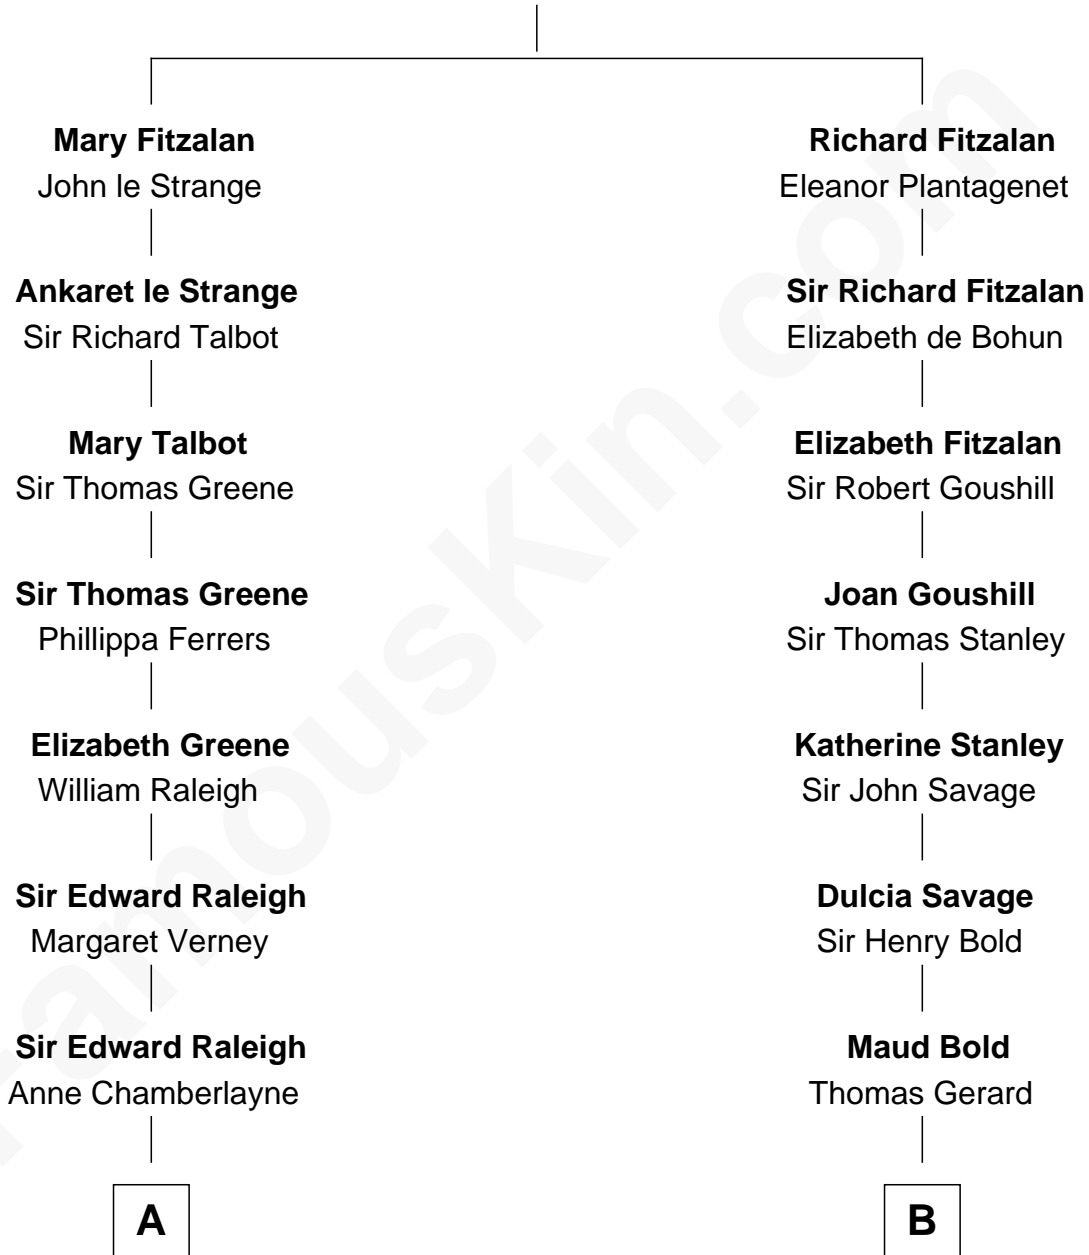 Mary Fitzalan
John le Strange
Ankaret le Strange
Sir Richard Talbot
Mary Talbot
Sir Thomas Greene
Sir Thomas Greene
Phillippa Ferrers
Elizabeth Greene
William Raleigh
Sir Edward Raleigh
Margaret Verney
Sir Edward Raleigh
Anne Chamberlayne
A
Richard Fitzalan
Eleanor Plantagenet
Sir Richard Fitzalan
Elizabeth de Bohun
Elizabeth Fitzalan
Sir Robert Goushill
Joan Goushill
Sir Thomas Stanley
Katherine Stanley
Sir John Savage
Dulcia Savage
Sir Henry Bold
Maud Bold
Thomas Gerard
B
FamousKin.com